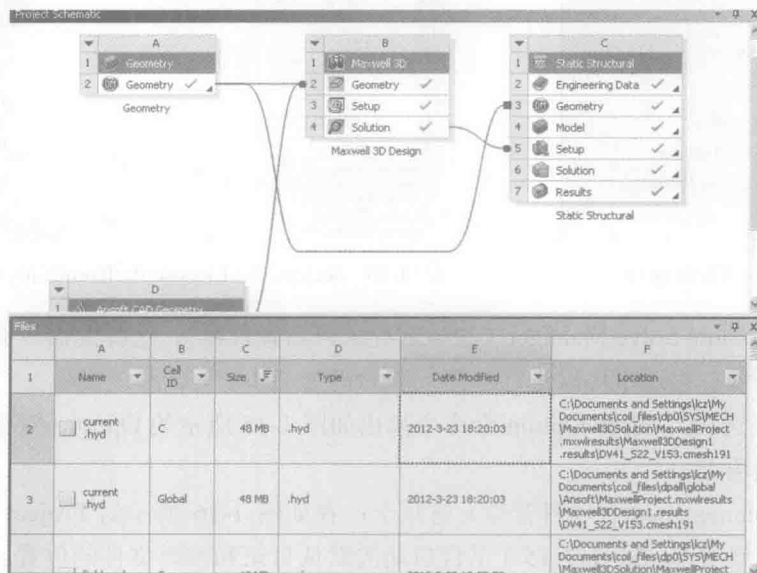 Project Schematic
A
1 Geometry
2 Geometry
Geometry
B
1 Maxwell 3D
2 Geometry
3 Setup
4 Solution
Maxwell 3D Design
C
1 Static Structural
2 Engineering Data
3 Geometry
4 Model
5 Setup
6 Solution
7 Results
Static Structural
D
1 Ansoft CAD Geometry
Files
A B C D E F
1 Name Cell ID Size Type Date Modified Location
2 current .hyd C 48 MB .hyd 2012-3-23 18:20:03
C:\Documents and Settings\lcz\My
Documents\coil_files\dp0\SYS\MECH
\Maxwell3DSolution\MaxwellProject
.mxwlresults\Maxwell3DDesign1
.results\DV41_S22_V153.cmesh191
3 current .hyd Global 48 MB .hyd 2012-3-23 18:20:03
C:\Documents and Settings\lcz\My
Documents\coil_files\dpall\global
\Ansoft\MaxwellProject.mxwlresults
\Maxwell3DDesign1.results
\DV41_S22_V153.cmesh191
C:\Documents and Settings\lcz\My
Documents\coil_files\dp0\SYS\MECH
\Maxwell3DSolution\MaxwellProject